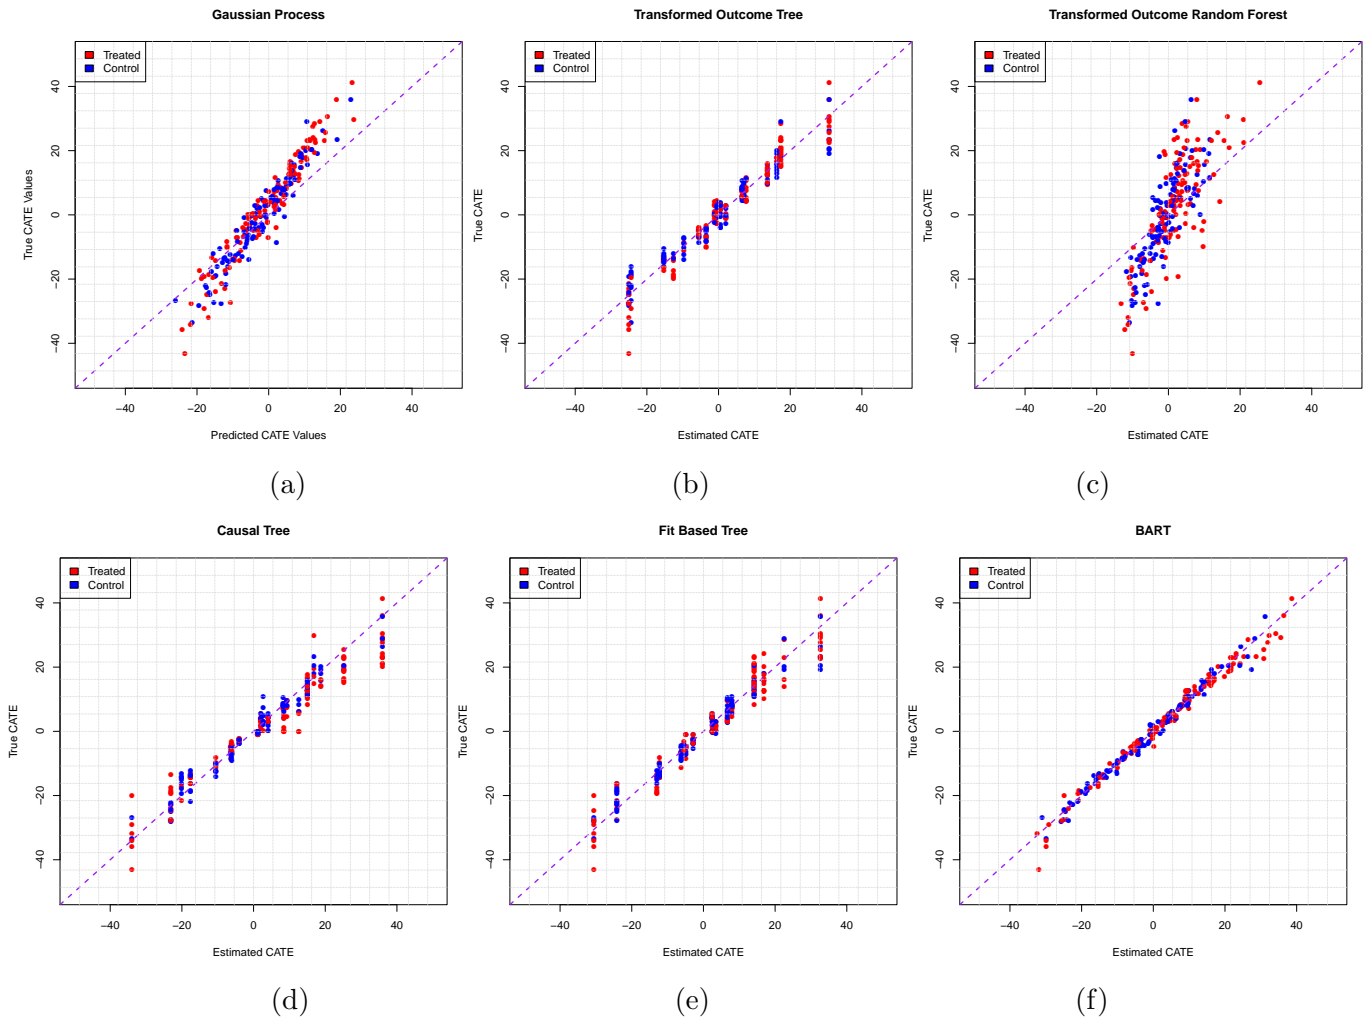 Gaussian Process
Treated
Control
40
20
0
−20
−40
True CATE Values
−40 −20 0 20 40
Predicted CATE Values
(a)
Transformed Outcome Tree
Treated
Control
40
20
0
−20
−40
True CATE
−40 −20 0 20 40
Estimated CATE
(b)
Transformed Outcome Random Forest
Treated
Control
40
20
0
−20
−40
True CATE
−40 −20 0 20 40
Estimated CATE
(c)
Causal Tree
Treated
Control
40
20
0
−20
−40
True CATE
−40 −20 0 20 40
Estimated CATE
(d)
Fit Based Tree
Treated
Control
40
20
0
−20
−40
True CATE
−40 −20 0 20 40
Estimated CATE
(e)
BART
Treated
Control
40
20
0
−20
−40
True CATE
−40 −20 0 20 40
Estimated CATE
(f)